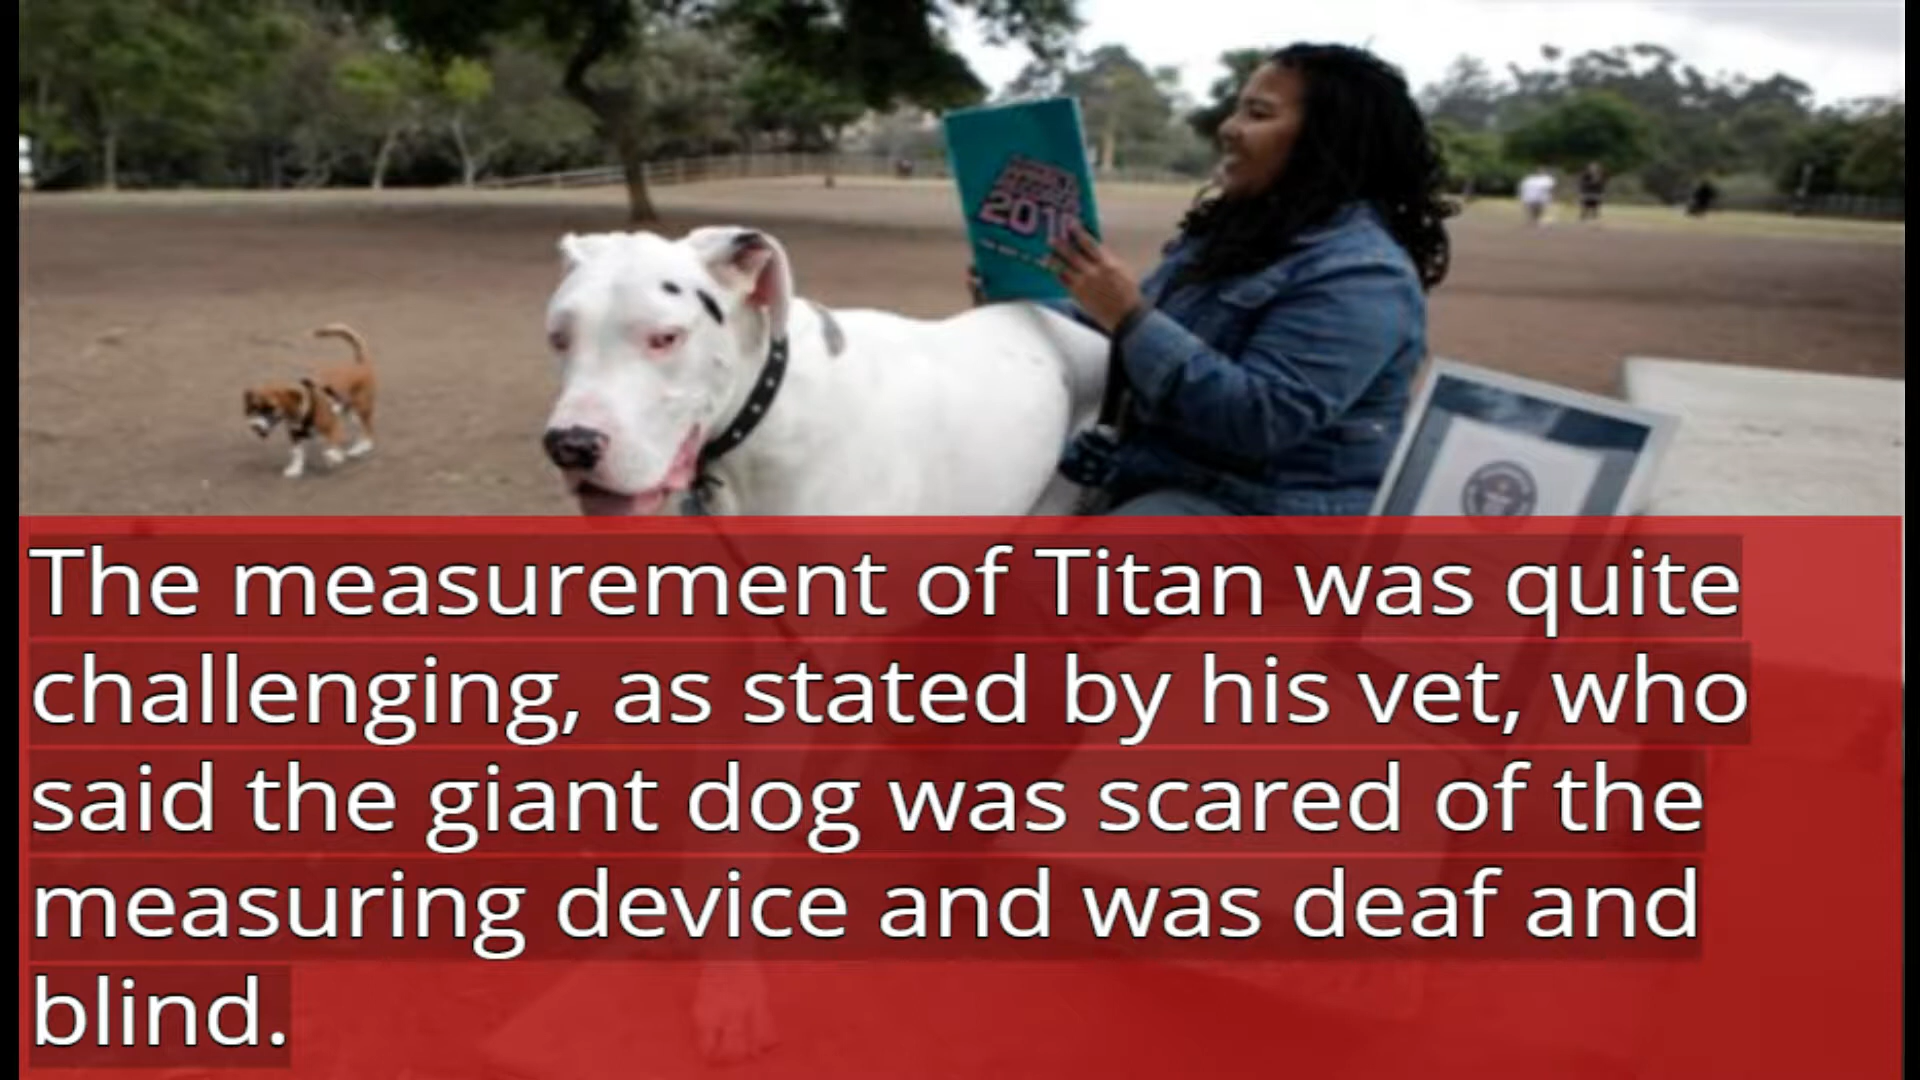 2018
The measurement of Titan was quite
challenging, as stated by his vet, who
said the giant dog was scared of the
measuring device and was deaf and
blind.